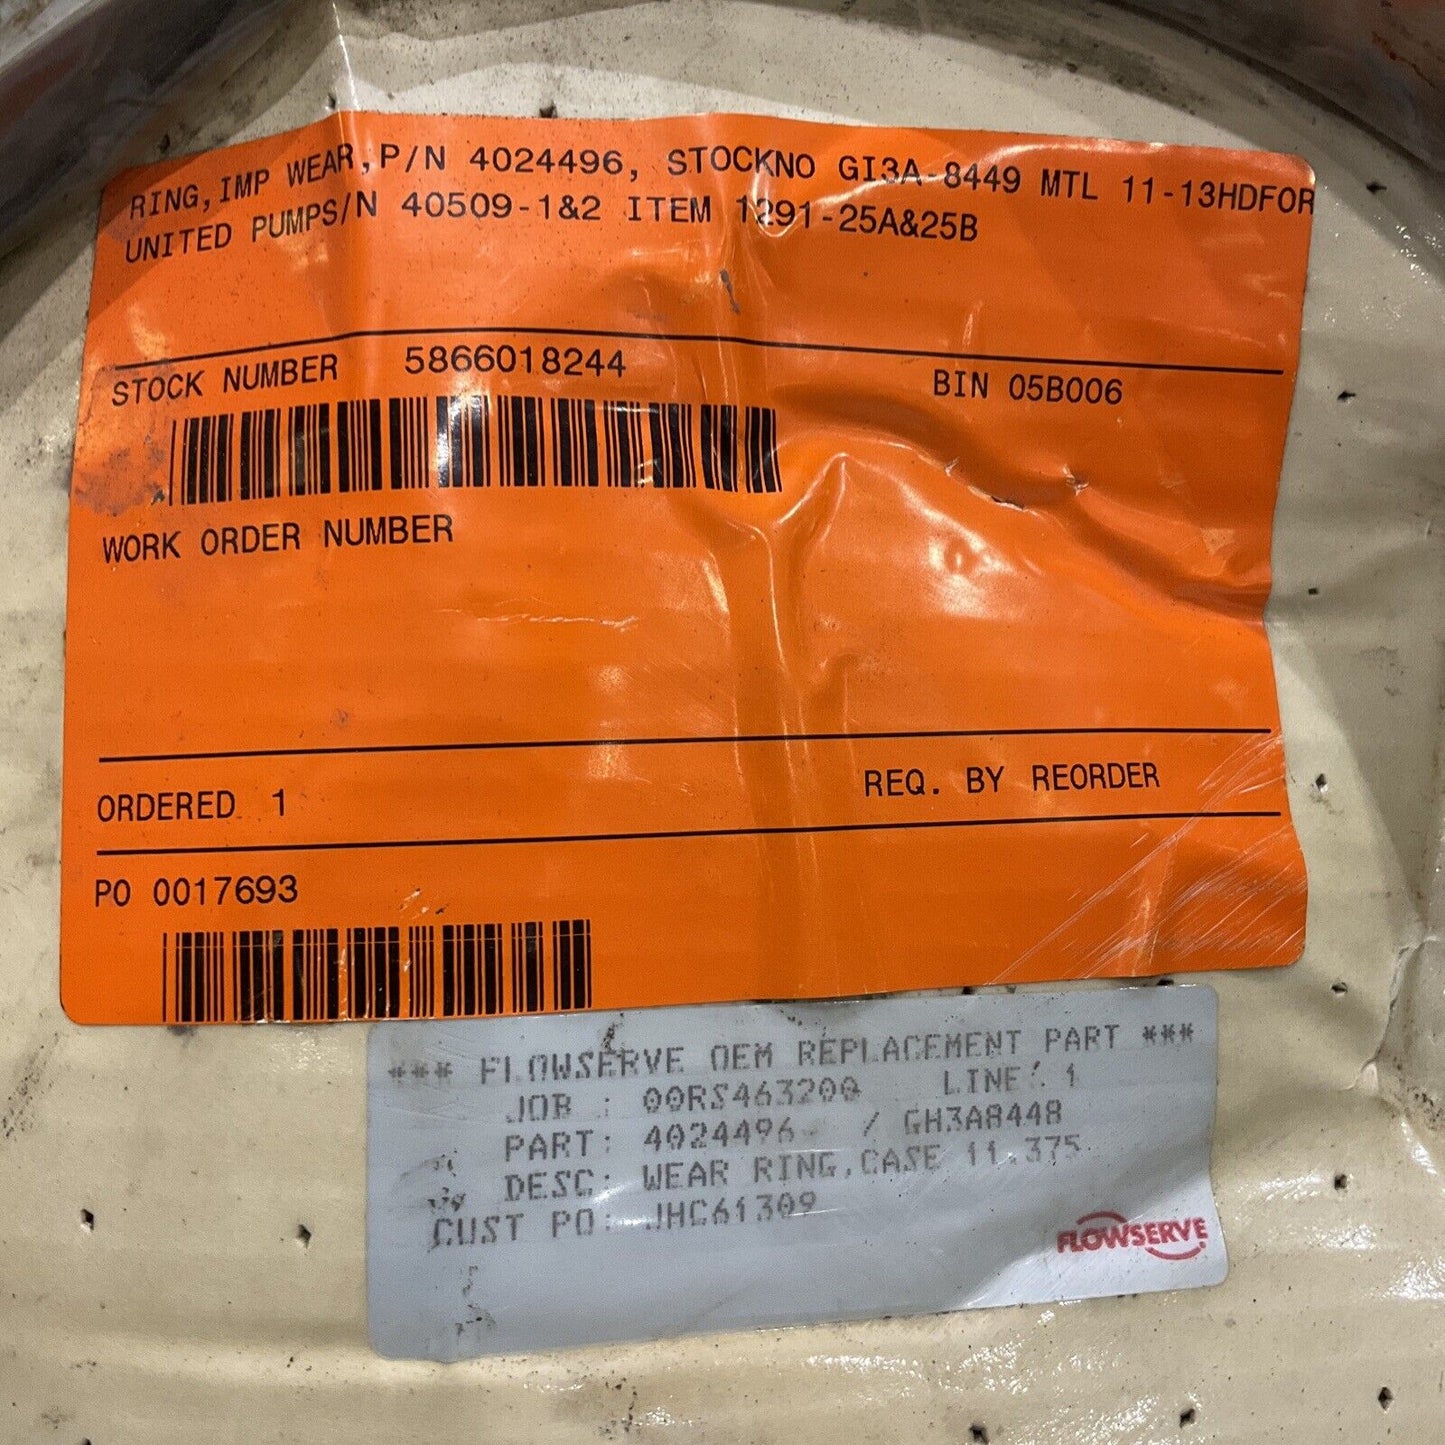 RING,IMP WEAR,P/N 4024496, STOCKNO GI3A-8449 MTL 11-13HDFOR
UNITED PUMPS/N 40509-1&2 ITEM 1291-25A&25B
STOCK NUMBER 5866018244 BIN 05B006
WORK ORDER NUMBER
ORDERED 1 REQ. BY REORDER
PO 0017693
*** FLOWSERVE OEM REPLACEMENT PART ***
JOB : 00RS463200 LINE: 1
PART: 4024496 / GH3A8448
DESC: WEAR RING,CASE 11.375
CUST PO: JHC61309
FLOWSERVE